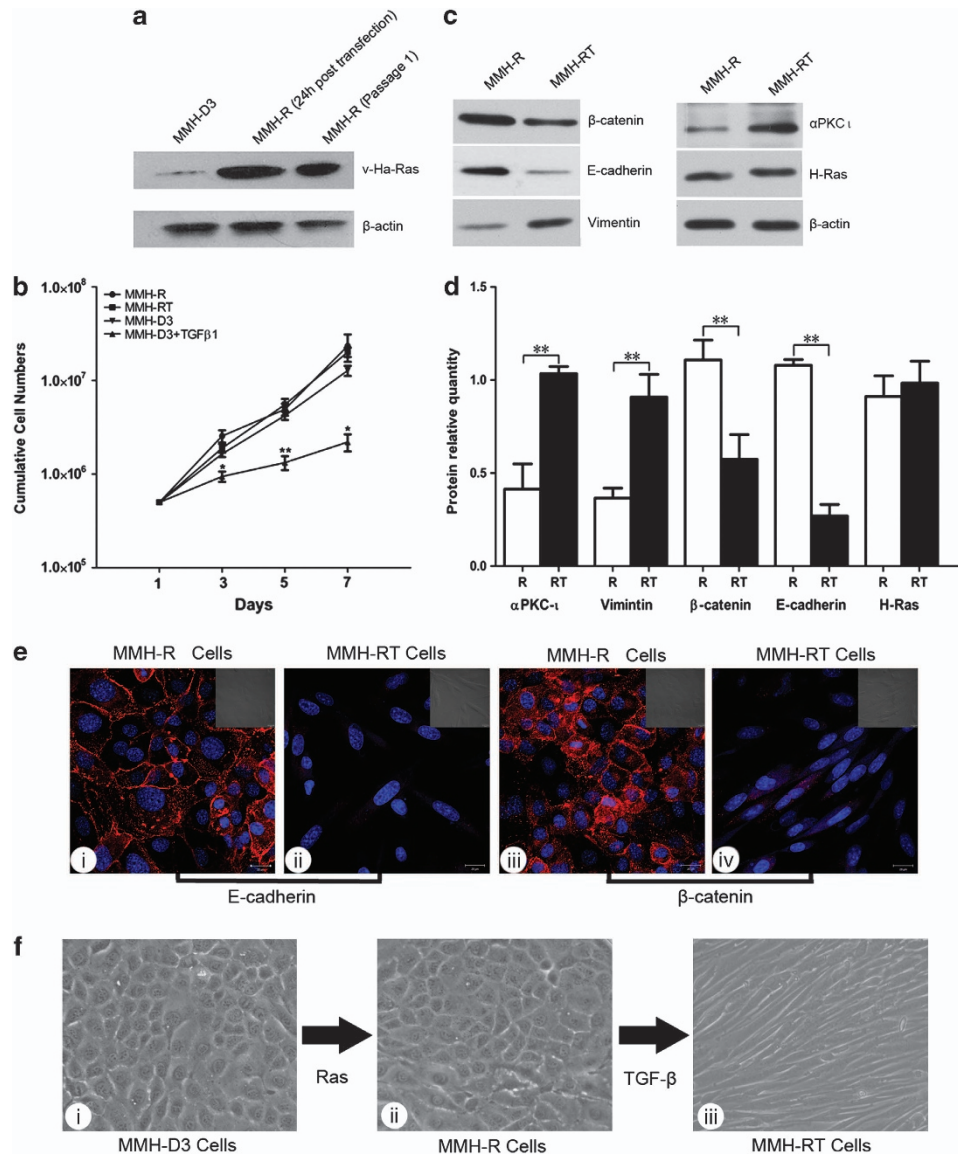 a
MMH-D3
MMH-R (24h post transfection)
MMH-R (Passage 1)
v-Ha-Ras
β-actin
c
MMH-R
MMH-RT
β-catenin
E-cadherin
Vimentin
MMH-R
MMH-RT
αPKC ι
H-Ras
β-actin
b
1.0×10⁸
1.0×10⁷
1.0×10⁶
1.0×10⁵
Cumulative Cell Numbers
MMH-R
MMH-RT
MMH-D3
MMH-D3+TGFβ1
*
**
*
1 3 5 7
Days
d
Protein relative quantity
1.5
1.0
0.5
0.0
** ** ** **
R RT R RT R RT R RT R RT
αPKC-ι Vimintin β-catenin E-cadherin H-Ras
e
MMH-R Cells MMH-RT Cells MMH-R Cells MMH-RT Cells
i ii iii iv
E-cadherin β-catenin
f
i ii iii
Ras TGF-β
MMH-D3 Cells MMH-R Cells MMH-RT Cells